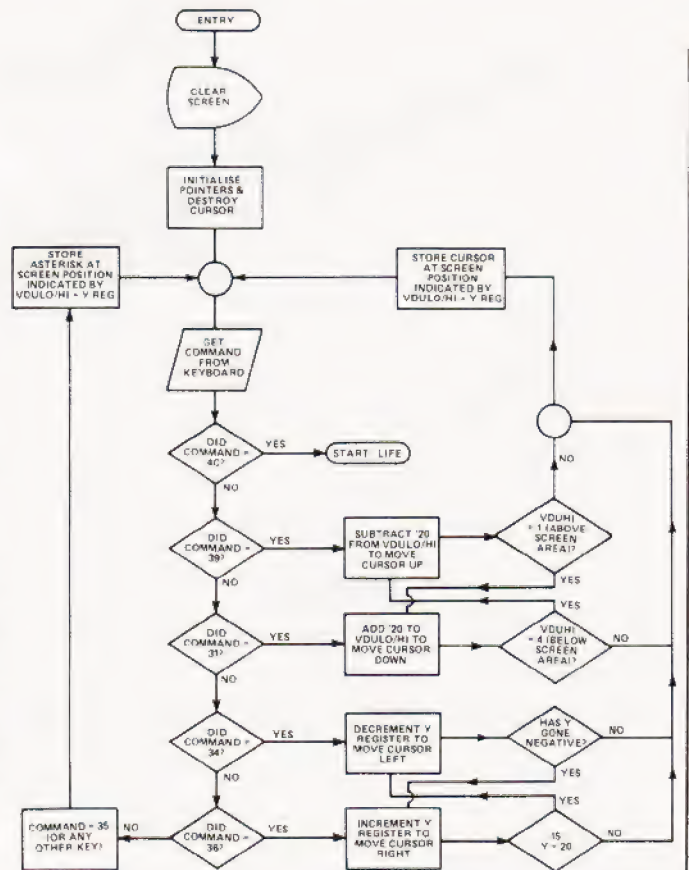 ENTRY
CLEAR
SCREEN
INITIALISE
POINTERS &
DESTROY
CURSOR
STORE
ASTERISK AT
SCREEN POSITION
INDICATED BY
VDULO/HI + Y REG
STORE CURSOR
AT SCREEN
POSITION
INDICATED BY
VDULO/HI + Y REG
GET
COMMAND
FROM
KEYBOARD
DID
COMMAND =
4C?
YES
START LIFE
NO
DID
COMMAND =
39?
YES
SUBTRACT '20
FROM VDULO/HI
TO MOVE
CURSOR UP
VDUHI
= 1 (ABOVE
SCREEN
AREA)?
NO
YES
NO
DID
COMMAND =
31?
YES
ADD '20 TO
VDULO/HI TO
MOVE CURSOR
DOWN
VDUHI
= 4 (BELOW
SCREEN
AREA)?
YES
NO
NO
DID
COMMAND =
34?
YES
DECREMENT Y
REGISTER TO
MOVE CURSOR
LEFT
HAS Y
GONE
NEGATIVE?
NO
YES
NO
COMMAND = 35
(OR ANY
OTHER KEY)
NO
DID
COMMAND =
36?
YES
INCREMENT Y
REGISTER TO
MOVE CURSOR
RIGHT
IS
Y = 20
YES
NO